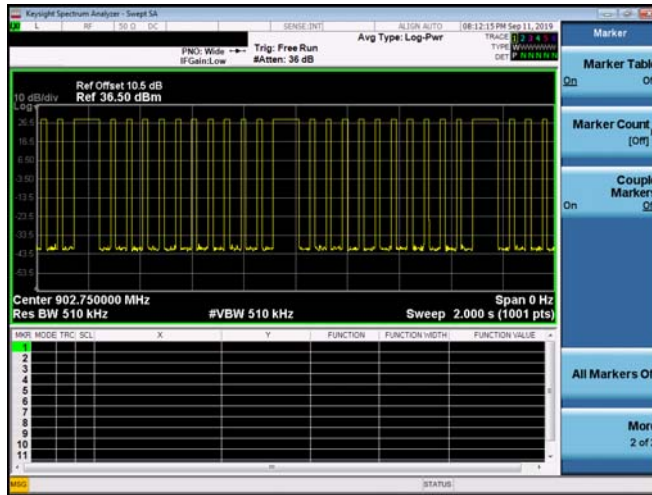 Keysight Spectrum Analyzer - Swept SA
L RF 50 Ω DC SENSE:INT ALIGN AUTO 08:12:15 PM Sep 11, 2019
Marker
Avg Type: Log-Pwr TRACE 1 2 3 4 5 6
PNO: Wide Trig: Free Run TYPE WWWWWW
IFGain:Low #Atten: 36 dB DET P N N N N N
Marker Table
On Of
Ref Offset 10.5 dB
10 dB/div Ref 36.50 dBm
Log
26.5
16.5
6.50
-3.50
-13.5
-23.5
-33.5
-43.5
-53.5
Marker Count
[Off]
Couple
Markers
On Of
Center 902.750000 MHz Span 0 Hz
Res BW 510 kHz #VBW 510 kHz Sweep 2.000 s (1001 pts)
MKR MODE TRC SCL X Y FUNCTION FUNCTION WIDTH FUNCTION VALUE
1
2
3
4
5
6
7
8
9
10
11
All Markers Of
More
2 of
MSG STATUS